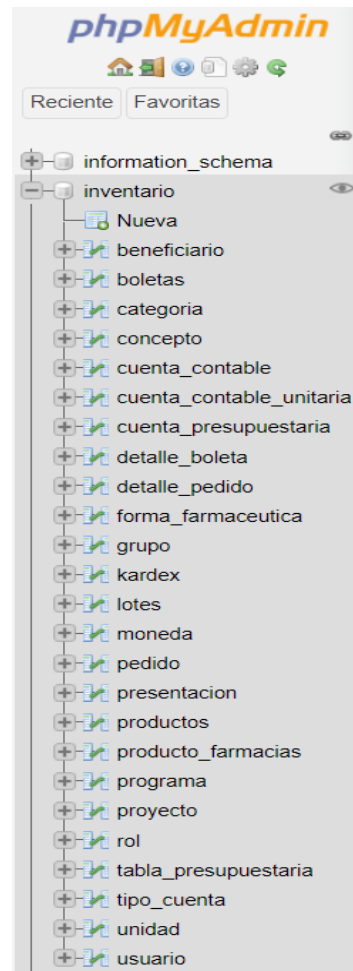 phpMyAdmin
Reciente Favoritas
information_schema
inventario
Nueva
beneficiario
boletas
categoria
concepto
cuenta_contable
cuenta_contable_unitaria
cuenta_presupuestaria
detalle_boleta
detalle_pedido
forma_farmaceutica
grupo
kardex
lotes
moneda
pedido
presentacion
productos
producto_farmacias
programa
proyecto
rol
tabla_presupuestaria
tipo_cuenta
unidad
usuario